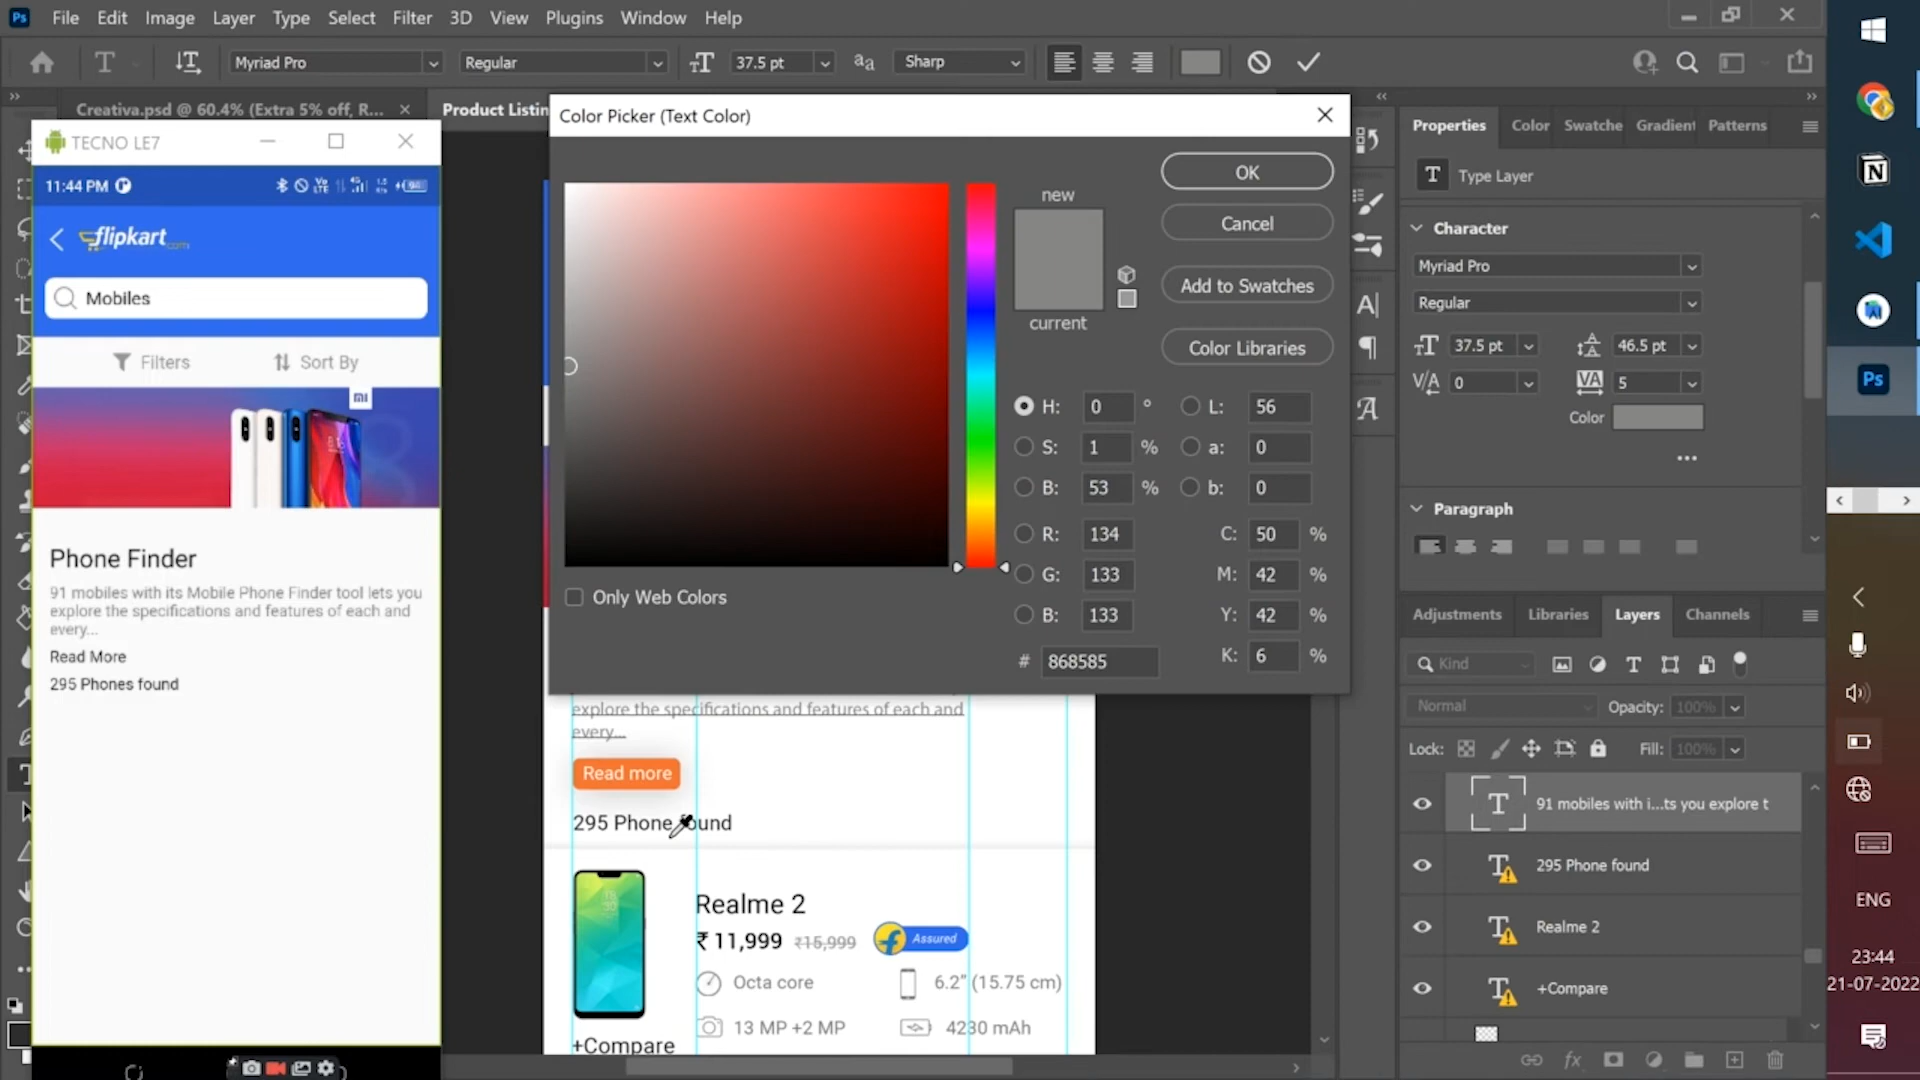 Ps File Edit Image Layer Type Select Filter 3D View Plugins Window Help
Myriad Pro Regular 37.5 pt aa Sharp
Creativa.psd @ 60.4% (Extra 5% off, R... × Product Listin
TECNO LE7
11:44 PM
flipkart.com
Mobiles
Filters Sort By
mi
Phone Finder
91 mobiles with its Mobile Phone Finder tool lets you
explore the specifications and features of each and
every...
Read More
295 Phones found
Color Picker (Text Color)
new
current
OK
Cancel
Add to Swatches
Color Libraries
H: 0 ° L: 56
S: 1 % a: 0
B: 53 % b: 0
R: 134 C: 50 %
G: 133 M: 42 %
B: 133 Y: 42 %
# 868585 K: 6 %
Only Web Colors
explore the specifications and features of each and
every...
Read more
295 Phone found
Realme 2
₹ 11,999 ₹15,999 Assured
Octa core 6.2” (15.75 cm)
13 MP +2 MP 4230 mAh
+Compare
Properties Color Swatche Gradient Patterns
T Type Layer
Character
Myriad Pro
Regular
37.5 pt 46.5 pt
V/A 0 VA 5
Color
Paragraph
Adjustments Libraries Layers Channels
Kind
Normal Opacity: 100%
Lock: Fill: 100%
T 91 mobiles with i...ts you explore t
T 295 Phone found
T Realme 2
T +Compare
fx
Ps
ENG
23:44
21-07-2022